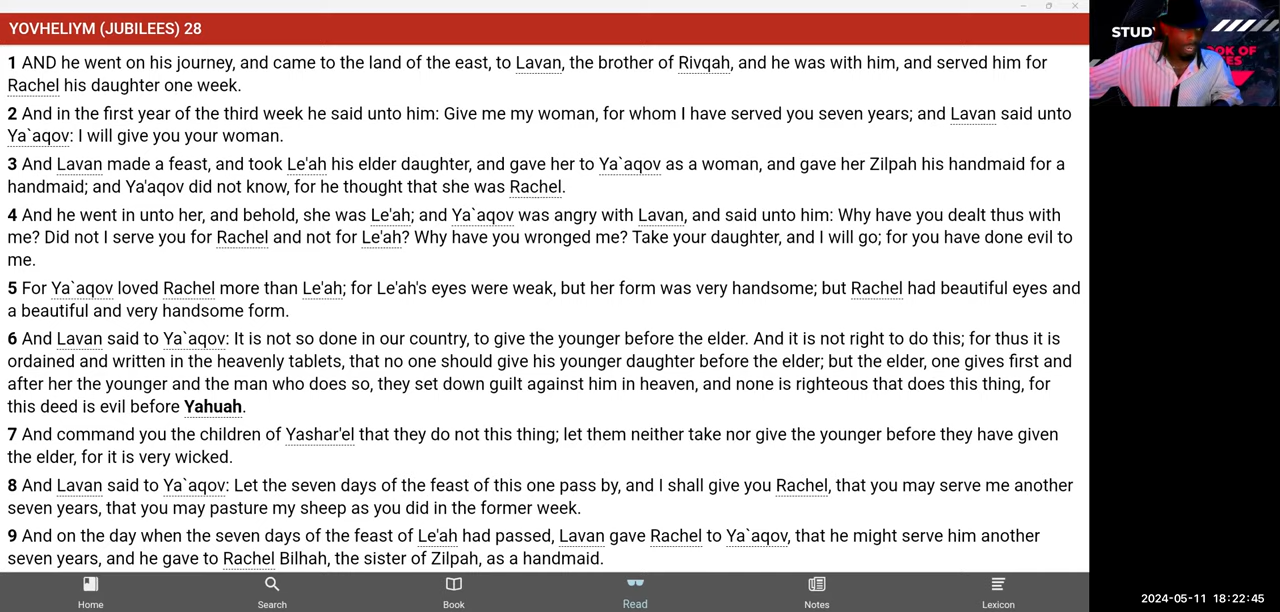 YOVHELIYM (JUBILEES) 28
1 AND he went on his journey, and came to the land of the east, to Lavan, the brother of Rivqah, and he was with him, and served him for
Rachel his daughter one week.
2 And in the first year of the third week he said unto him: Give me my woman, for whom I have served you seven years; and Lavan said unto
Ya`aqov: I will give you your woman.
3 And Lavan made a feast, and took Le'ah his elder daughter, and gave her to Ya`aqov as a woman, and gave her Zilpah his handmaid for a
handmaid; and Ya'aqov did not know, for he thought that she was Rachel.
4 And he went in unto her, and behold, she was Le'ah; and Ya`aqov was angry with Lavan, and said unto him: Why have you dealt thus with
me? Did not I serve you for Rachel and not for Le'ah? Why have you wronged me? Take your daughter, and I will go; for you have done evil to
me.
5 For Ya`aqov loved Rachel more than Le'ah; for Le'ah's eyes were weak, but her form was very handsome; but Rachel had beautiful eyes and
a beautiful and very handsome form.
6 And Lavan said to Ya`aqov: It is not so done in our country, to give the younger before the elder. And it is not right to do this; for thus it is
ordained and written in the heavenly tablets, that no one should give his younger daughter before the elder; but the elder, one gives first and
after her the younger and the man who does so, they set down guilt against him in heaven, and none is righteous that does this thing, for
this deed is evil before Yahuah.
7 And command you the children of Yashar'el that they do not this thing; let them neither take nor give the younger before they have given
the elder, for it is very wicked.
8 And Lavan said to Ya`aqov: Let the seven days of the feast of this one pass by, and I shall give you Rachel, that you may serve me another
seven years, that you may pasture my sheep as you did in the former week.
9 And on the day when the seven days of the feast of Le'ah had passed, Lavan gave Rachel to Ya`aqov, that he might serve him another
seven years, and he gave to Rachel Bilhah, the sister of Zilpah, as a handmaid.
Home Search Book Read Notes Lexicon
STUDY
OK OF
2024-05-11 18:22:45